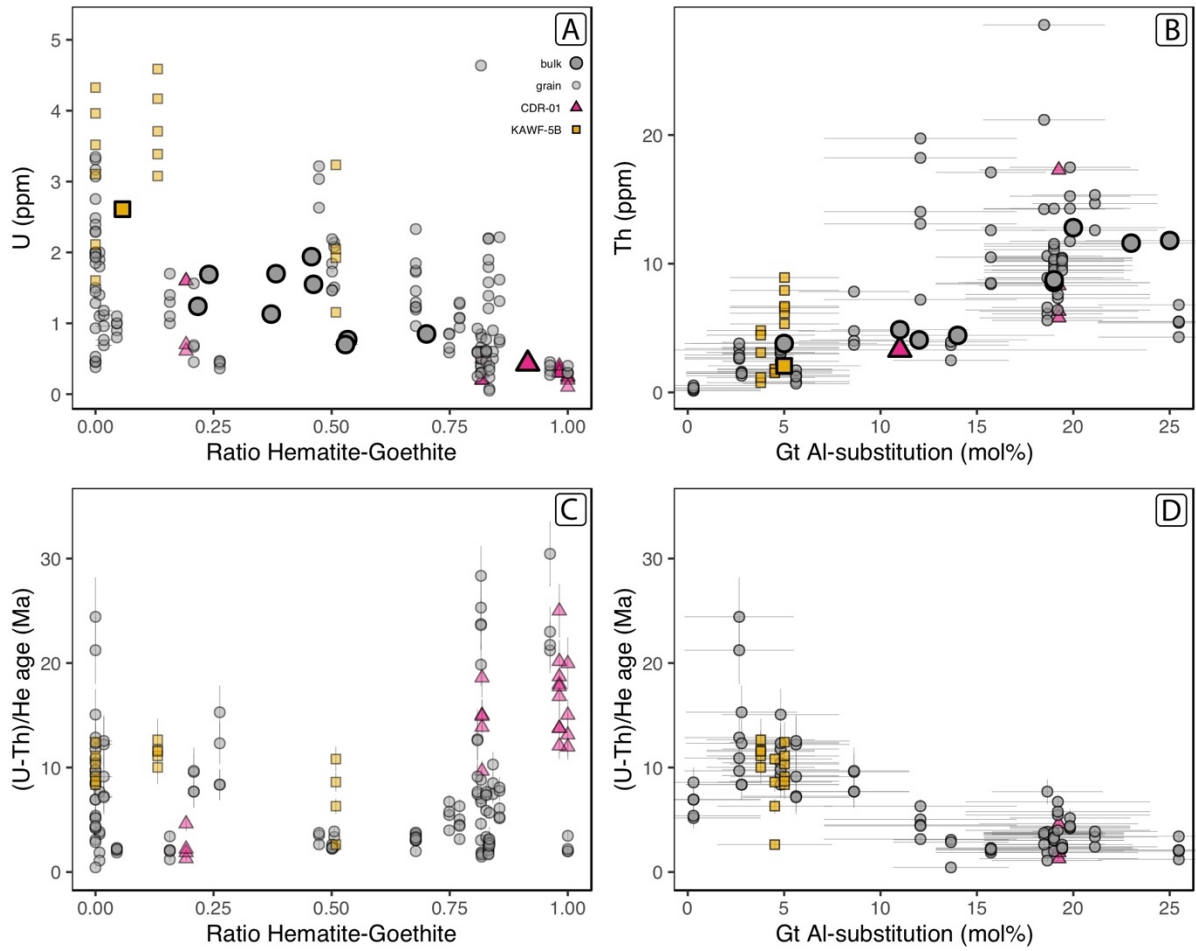 A
bulk
grain
CDR-01
KAWF-5B
5
4
3
2
1
0
U (ppm)
0.00 0.25 0.50 0.75 1.00
Ratio Hematite-Goethite
B
20
10
0
Th (ppm)
0 5 10 15 20 25
Gt Al-substitution (mol%)
C
30
20
10
0
(U-Th)/He age (Ma)
0.00 0.25 0.50 0.75 1.00
Ratio Hematite-Goethite
D
30
20
10
0
(U-Th)/He age (Ma)
0 5 10 15 20 25
Gt Al-substitution (mol%)